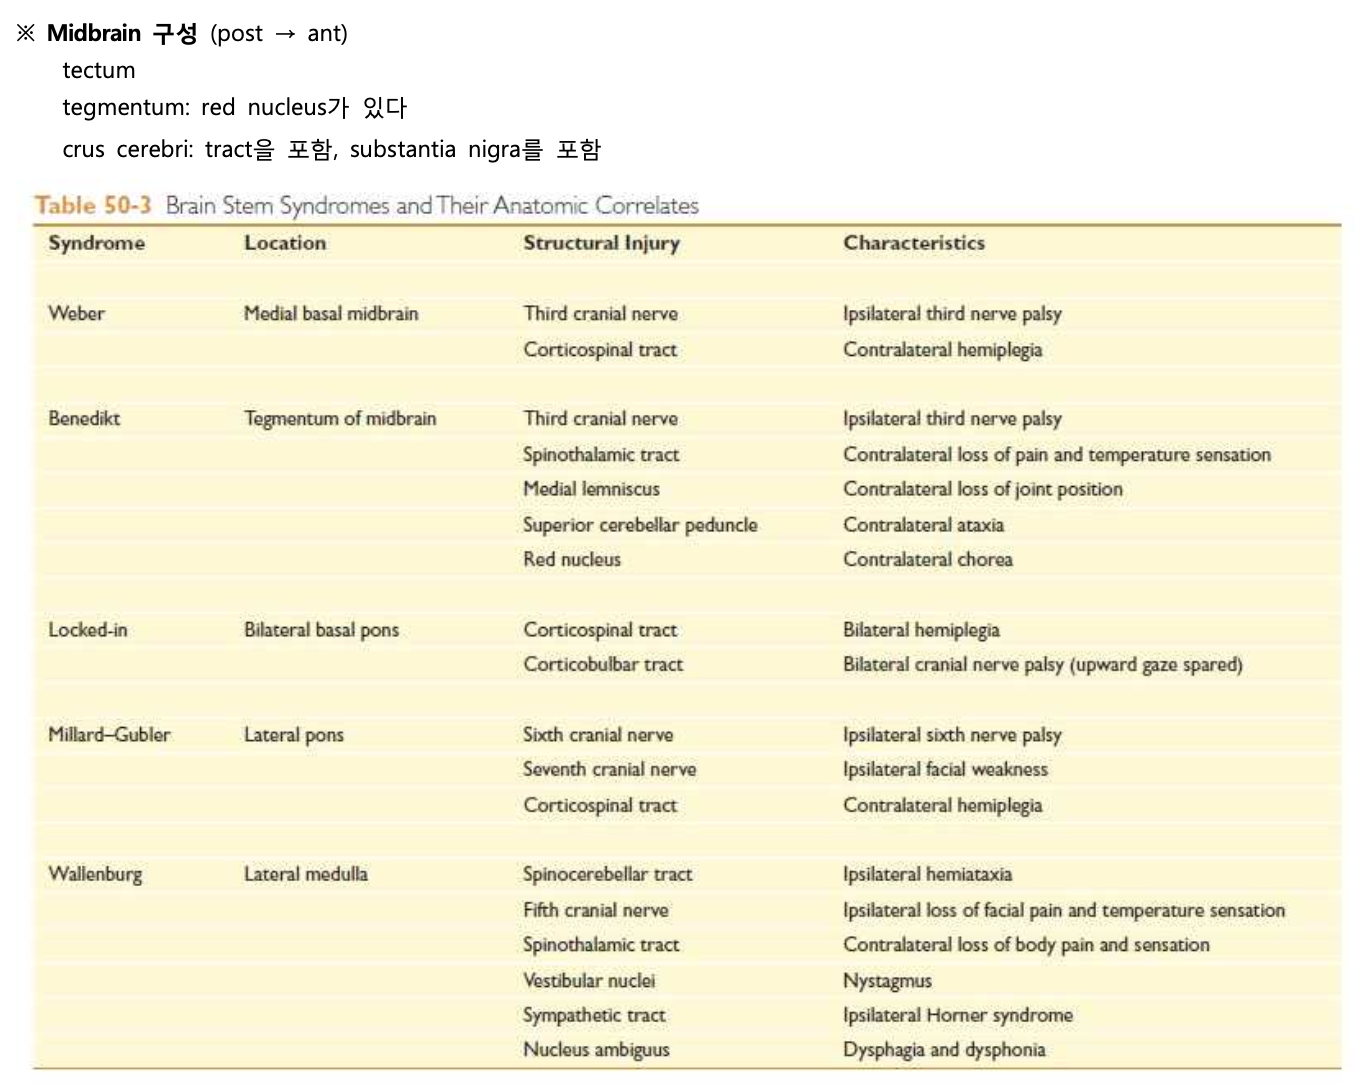 ※ Midbrain 구성 (post → ant)
tectum
tegmentum: red nucleus가 있다
crus cerebri: tract을 포함, substantia nigra를 포함
Table 50-3 Brain Stem Syndromes and Their Anatomic Correlates
Syndrome Location Structural Injury Characteristics
Weber Medial basal midbrain Third cranial nerve Ipsilateral third nerve palsy
Corticospinal tract Contralateral hemiplegia
Benedikt Tegmentum of midbrain Third cranial nerve Ipsilateral third nerve palsy
Spinothalamic tract Contralateral loss of pain and temperature sensation
Medial lemniscus Contralateral loss of joint position
Superior cerebellar peduncle Contralateral ataxia
Red nucleus Contralateral chorea
Locked-in Bilateral basal pons Corticospinal tract Bilateral hemiplegia
Corticobulbar tract Bilateral cranial nerve palsy (upward gaze spared)
Millard–Gubler Lateral pons Sixth cranial nerve Ipsilateral sixth nerve palsy
Seventh cranial nerve Ipsilateral facial weakness
Corticospinal tract Contralateral hemiplegia
Wallenburg Lateral medulla Spinocerebellar tract Ipsilateral hemiataxia
Fifth cranial nerve Ipsilateral loss of facial pain and temperature sensation
Spinothalamic tract Contralateral loss of body pain and sensation
Vestibular nuclei Nystagmus
Sympathetic tract Ipsilateral Horner syndrome
Nucleus ambiguus Dysphagia and dysphonia